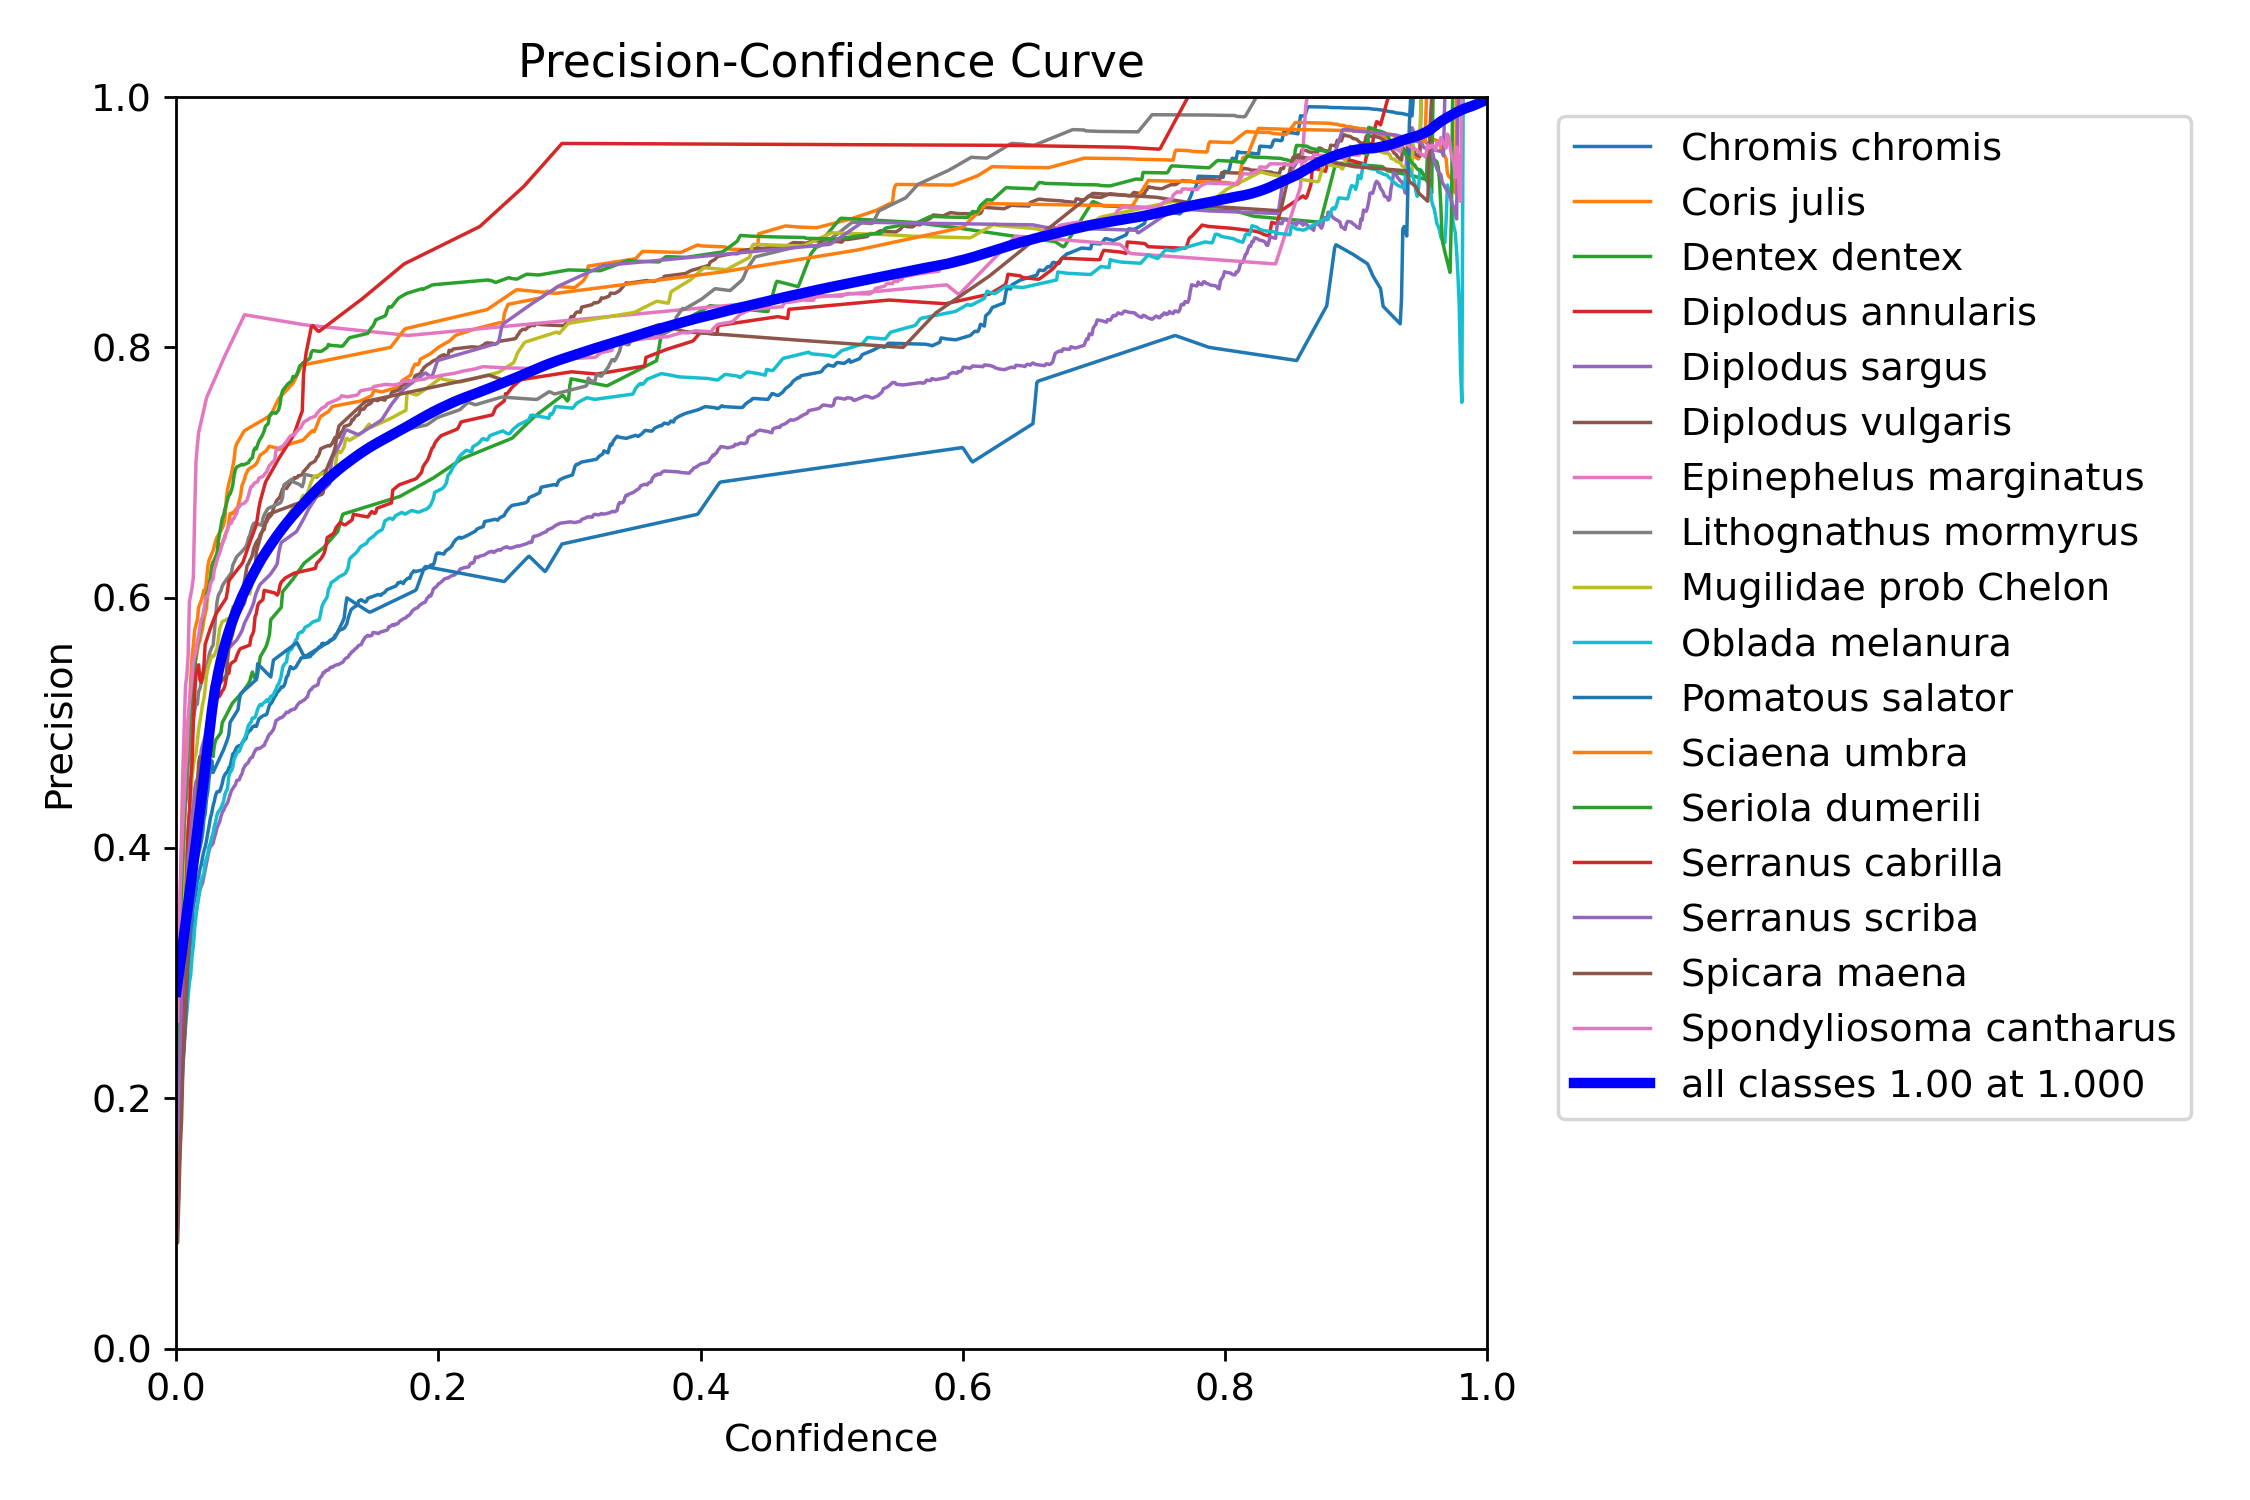 Precision-Confidence Curve
1.0
0.8
0.6
0.4
0.2
0.0
Precision
0.0 0.2 0.4 0.6 0.8 1.0
Confidence
Chromis chromis
Coris julis
Dentex dentex
Diplodus annularis
Diplodus sargus
Diplodus vulgaris
Epinephelus marginatus
Lithognathus mormyrus
Mugilidae prob Chelon
Oblada melanura
Pomatous salator
Sciaena umbra
Seriola dumerili
Serranus cabrilla
Serranus scriba
Spicara maena
Spondyliosoma cantharus
all classes 1.00 at 1.000